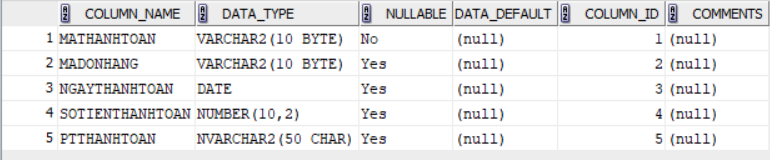 COLUMN_NAME DATA_TYPE NULLABLE DATA_DEFAULT COLUMN_ID COMMENTS
1 MATHANHTOAN VARCHAR2(10 BYTE) No (null) 1 (null)
2 MADONHANG VARCHAR2(10 BYTE) Yes (null) 2 (null)
3 NGAYTHANHTOAN DATE Yes (null) 3 (null)
4 SOTIENTHANHTOAN NUMBER(10,2) Yes (null) 4 (null)
5 PTTHANHTOAN NVARCHAR2(50 CHAR) Yes (null) 5 (null)